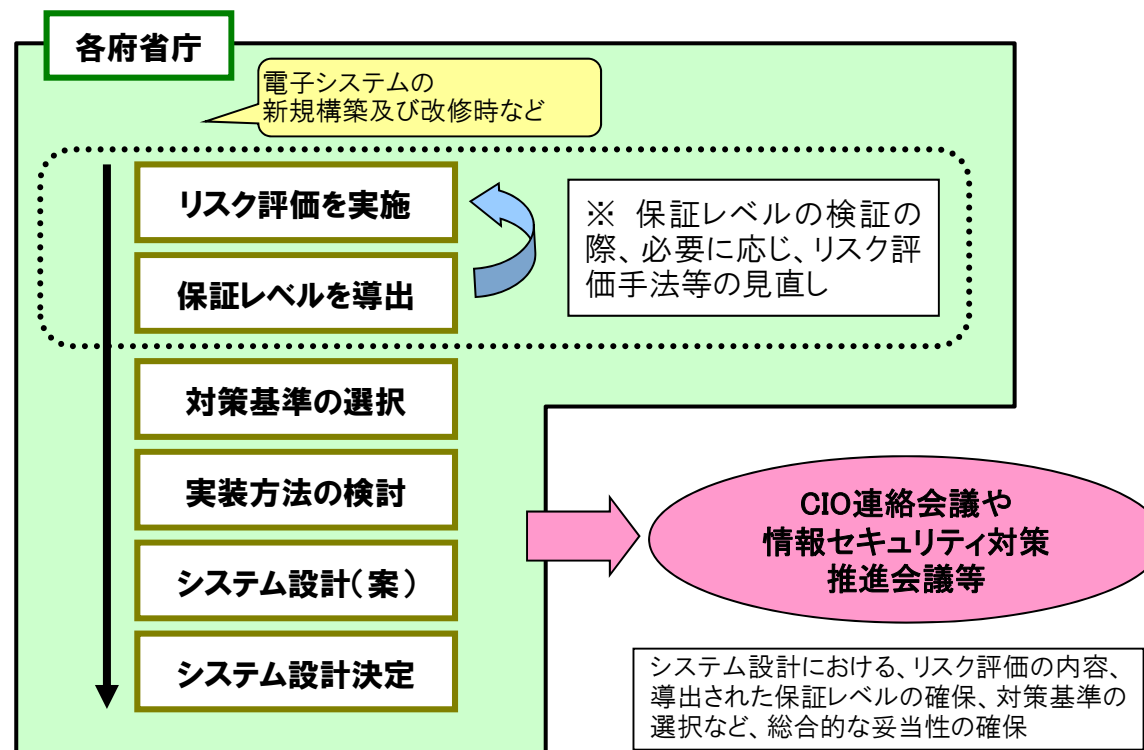 各府省庁
電子システムの
新規構築及び改修時など
リスク評価を実施
保証レベルを導出
※ 保証レベルの検証の
際、必要に応じ、リスク評
価手法等の見直し
対策基準の選択
実装方法の検討
システム設計(案)
システム設計決定
CIO連絡会議や
情報セキュリティ対策
推進会議等
システム設計における、リスク評価の内容、
導出された保証レベルの確保、対策基準の
選択など、総合的な妥当性の確保